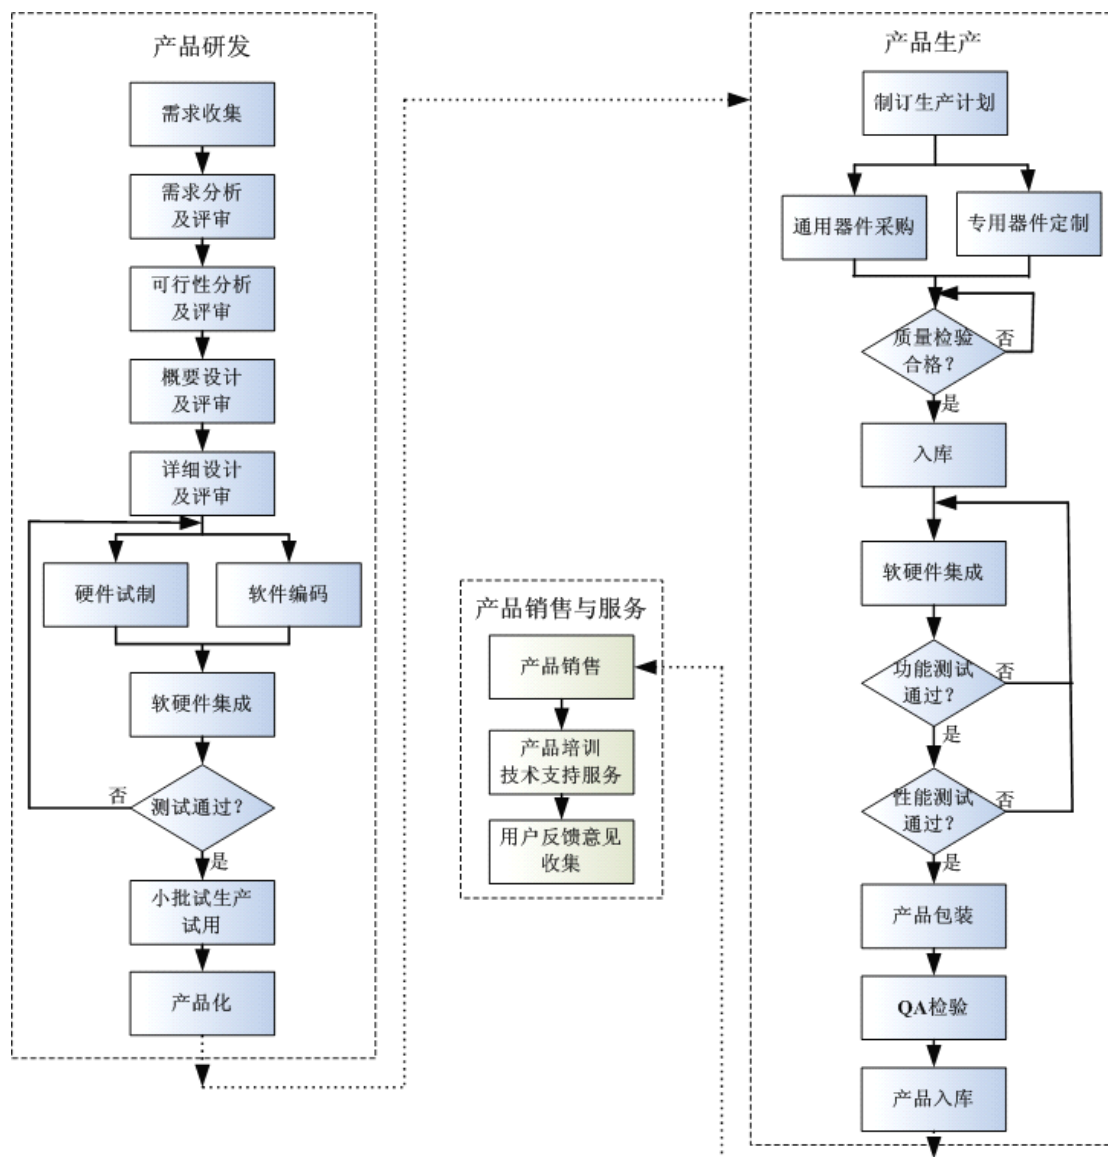 产品研发
需求收集
需求分析
及评审
可行性分析
及评审
概要设计
及评审
详细设计
及评审
硬件试制
软件编码
软硬件集成
测试通过?
否
是
小批试生产
试用
产品化
产品销售与服务
产品销售
产品培训
技术支持服务
用户反馈意见
收集
产品生产
制订生产计划
通用器件采购
专用器件定制
质量检验
合格?
否
是
入库
软硬件集成
功能测试
通过?
否
是
性能测试
通过?
否
是
产品包装
QA检验
产品入库